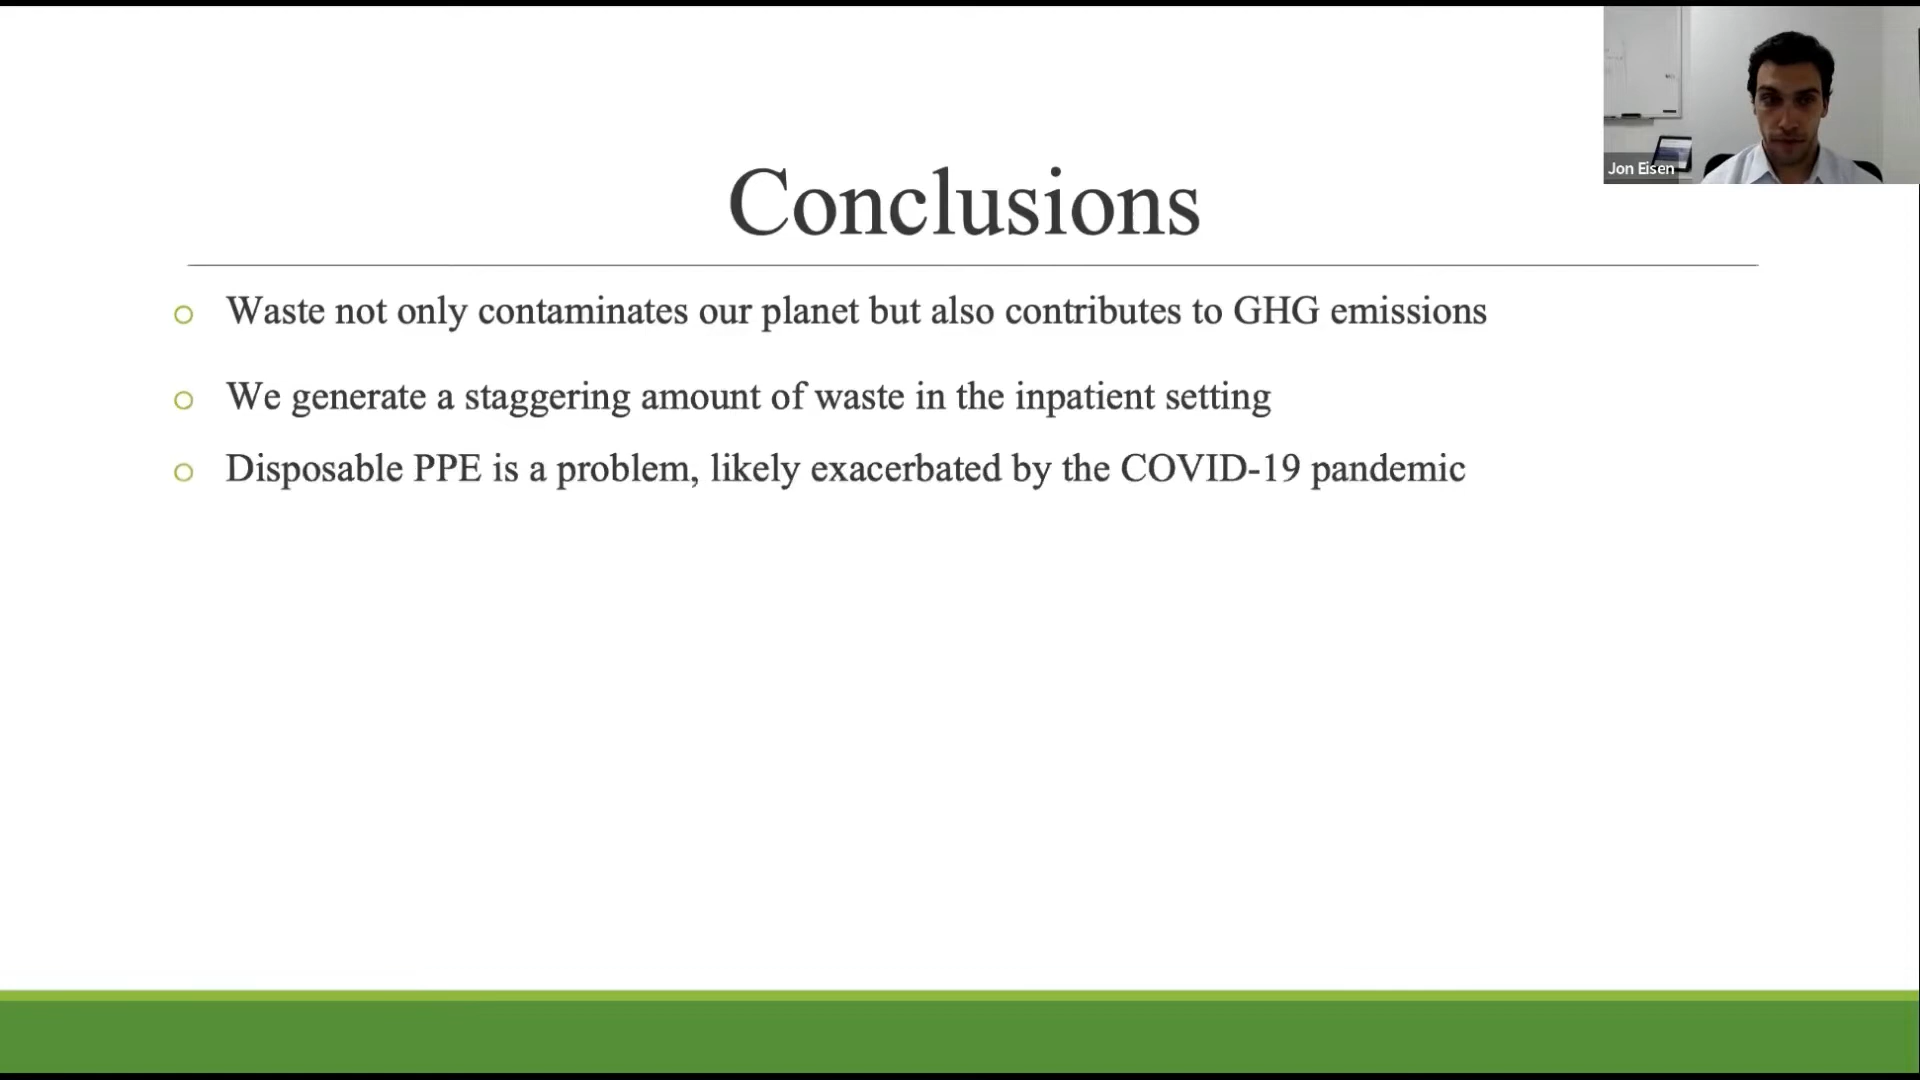 Jon Eisen
Conclusions
Waste not only contaminates our planet but also contributes to GHG emissions
We generate a staggering amount of waste in the inpatient setting
Disposable PPE is a problem, likely exacerbated by the COVID-19 pandemic